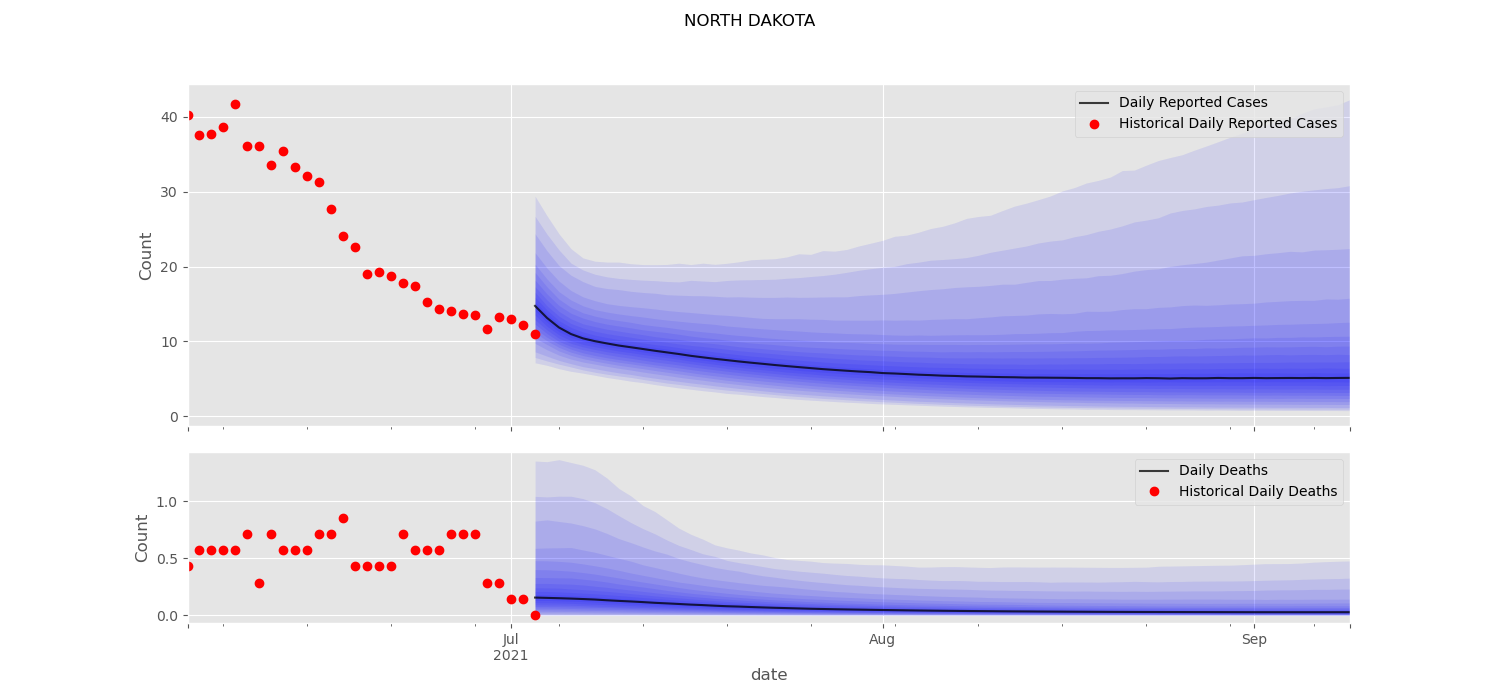 NORTH DAKOTA
Count
40
30
20
10
0
Daily Reported Cases
Historical Daily Reported Cases
Count
1.0
0.5
0.0
Daily Deaths
Historical Daily Deaths
Jul
2021
Aug
Sep
date